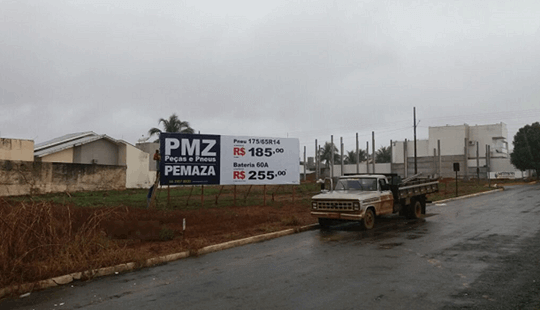 PMZ
Peças e Pneus
PEMAZA
Pneu 175/65R14
R$ 185,00
Bateria 60A
R$ 255,00